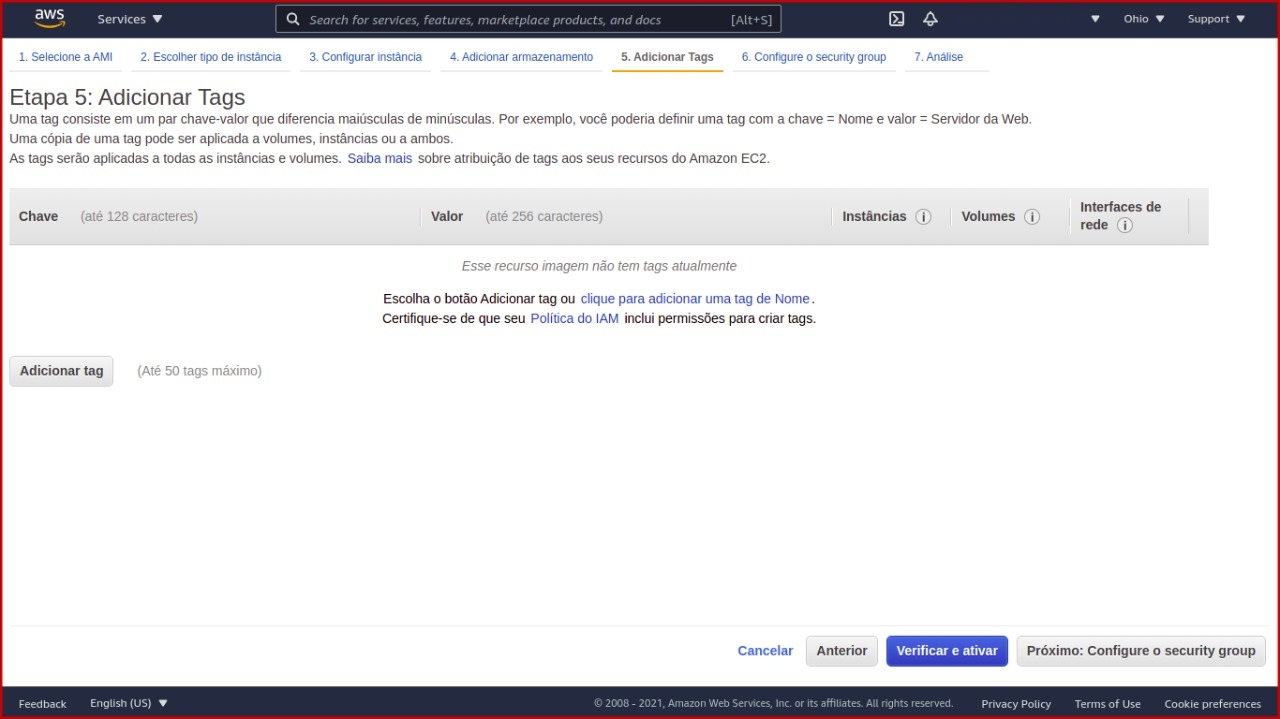 aws Services Search for services, features, marketplace products, and docs [Alt+S] Ohio Support
1. Selecione a AMI 2. Escolher tipo de instância 3. Configurar instância 4. Adicionar armazenamento 5. Adicionar Tags 6. Configure o security group 7. Análise
Etapa 5: Adicionar Tags
Uma tag consiste em um par chave-valor que diferencia maiúsculas de minúsculas. Por exemplo, você poderia definir uma tag com a chave = Nome e valor = Servidor da Web.
Uma cópia de uma tag pode ser aplicada a volumes, instâncias ou a ambos.
As tags serão aplicadas a todas as instâncias e volumes. Saiba mais sobre atribuição de tags aos seus recursos do Amazon EC2.
Chave (até 128 caracteres) Valor (até 256 caracteres) Instâncias i Volumes i Interfaces de
rede i
Esse recurso imagem não tem tags atualmente
Escolha o botão Adicionar tag ou clique para adicionar uma tag de Nome.
Certifique-se de que seu Política do IAM inclui permissões para criar tags.
Adicionar tag (Até 50 tags máximo)
Cancelar Anterior Verificar e ativar Próximo: Configure o security group
Feedback English (US) © 2008 - 2021, Amazon Web Services, Inc. or its affiliates. All rights reserved. Privacy Policy Terms of Use Cookie preferences